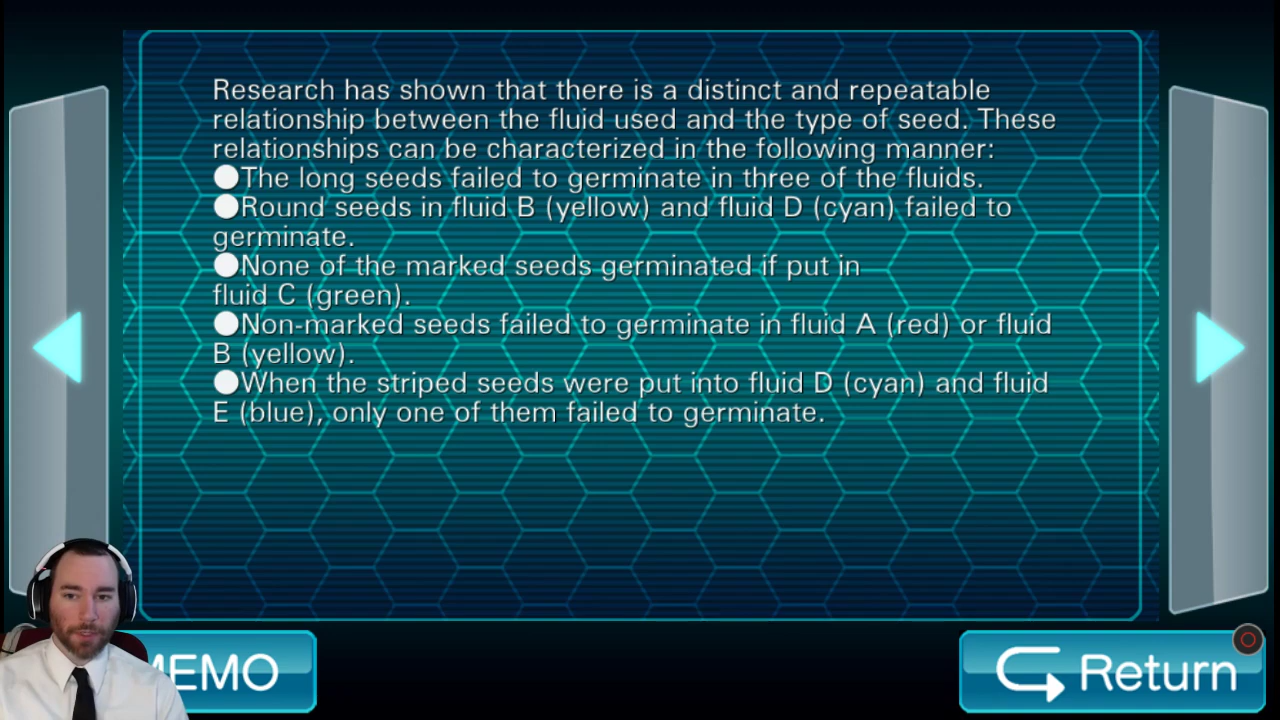 Research has shown that there is a distinct and repeatable
relationship between the fluid used and the type of seed. These
relationships can be characterized in the following manner:
●The long seeds failed to germinate in three of the fluids.
●Round seeds in fluid B (yellow) and fluid D (cyan) failed to
germinate.
●None of the marked seeds germinated if put in
fluid C (green).
●Non-marked seeds failed to germinate in fluid A (red) or fluid
B (yellow).
●When the striped seeds were put into fluid D (cyan) and fluid
E (blue), only one of them failed to germinate.
MEMO
Return